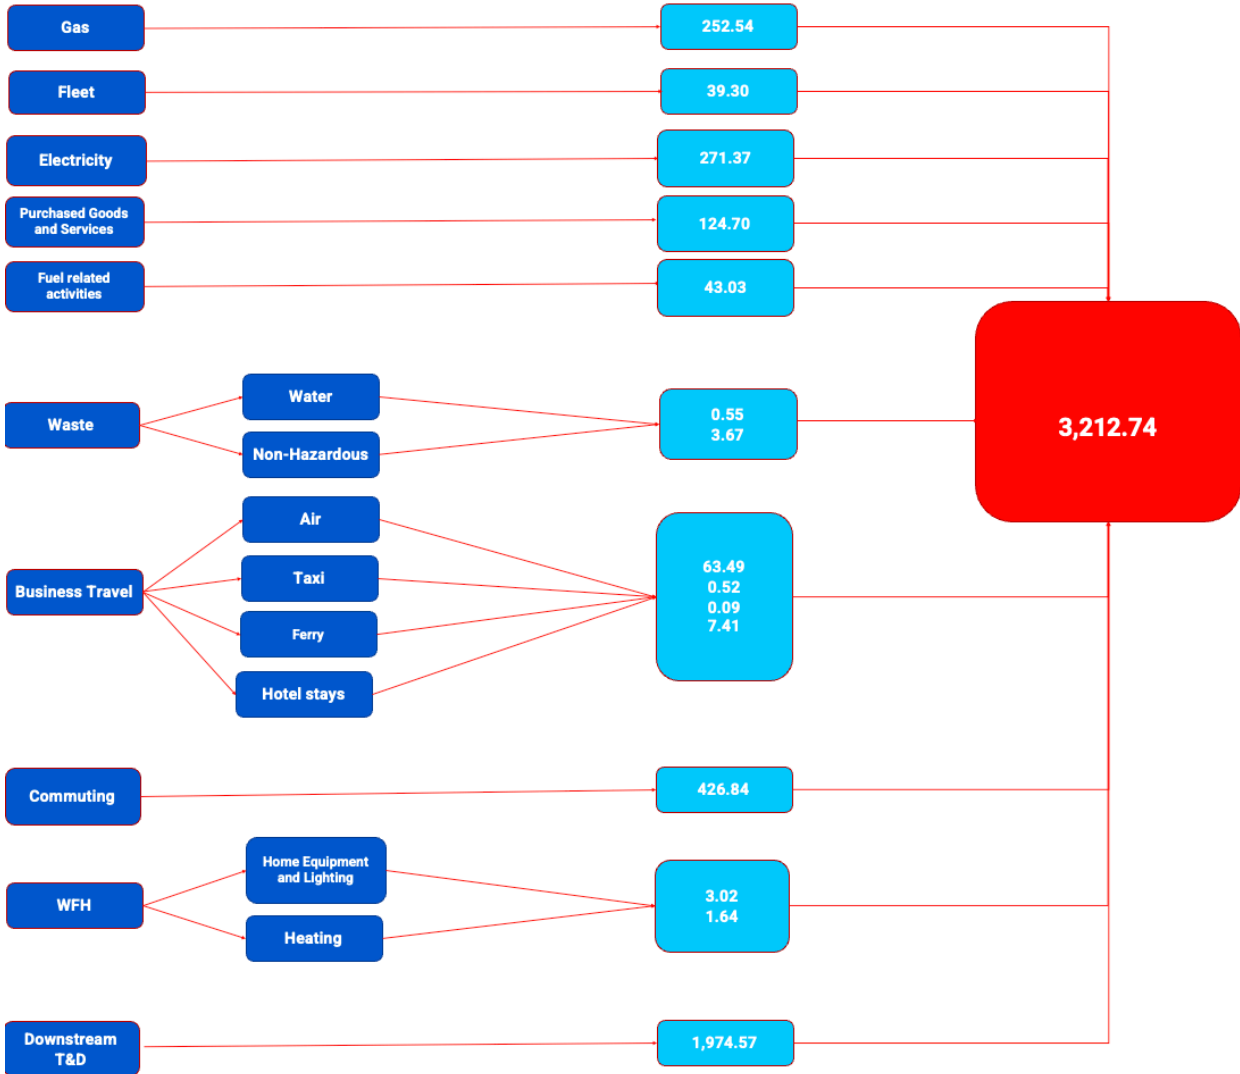 Gas
252.54
Fleet
39.30
Electricity
271.37
Purchased Goods
and Services
124.70
Fuel related
activities
43.03
Waste
Water
Non-Hazardous
0.55
3.67
3,212.74
Business Travel
Air
Taxi
Ferry
Hotel stays
63.49
0.52
0.09
7.41
Commuting
426.84
WFH
Home Equipment
and Lighting
Heating
3.02
1.64
Downstream
T&D
1,974.57